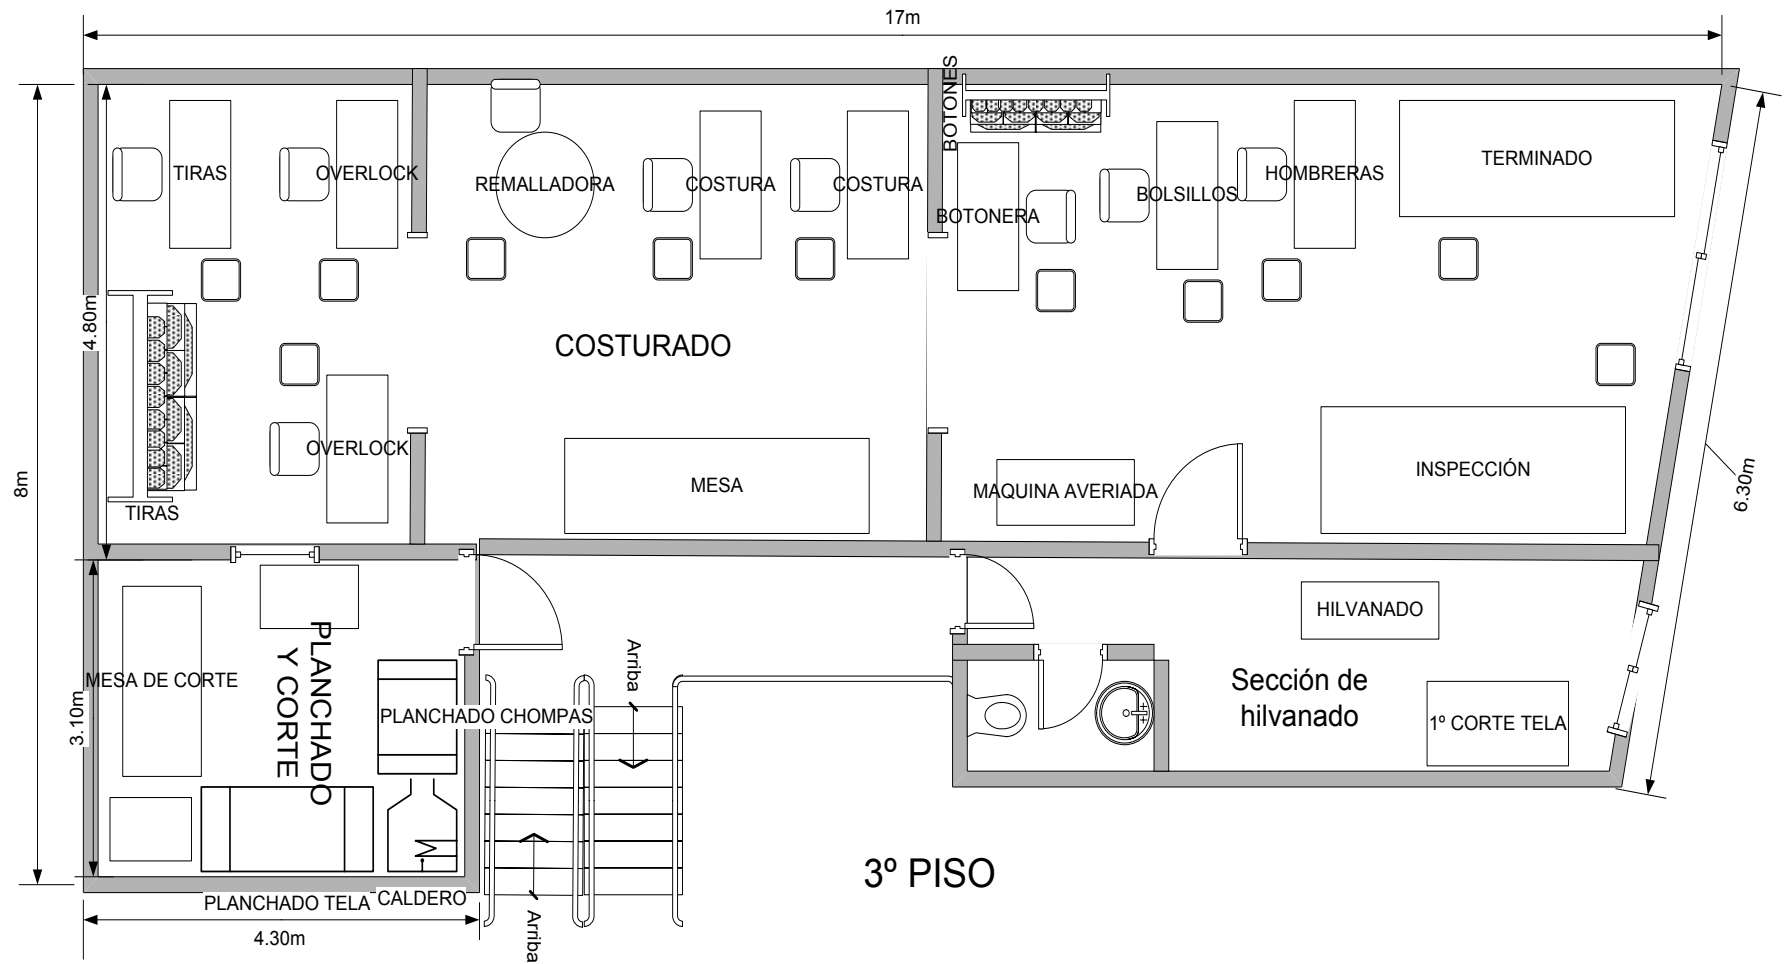 17m
BOTONES
TIRAS
OVERLOCK
REMALLADORA
COSTURA
COSTURA
BOTONERA
BOLSILLOS
HOMBRERAS
TERMINADO
4.80m
COSTURADO
8m
OVERLOCK
TIRAS
MESA
MAQUINA AVERIADA
INSPECCIÓN
6.30m
MESA DE CORTE
3.10m
PLANCHADO
Y CORTE
PLANCHADO CHOMPAS
Arriba
HILVANADO
Sección de
hilvanado
1º CORTE TELA
3º PISO
PLANCHADO TELA
CALDERO
Arriba
4.30m